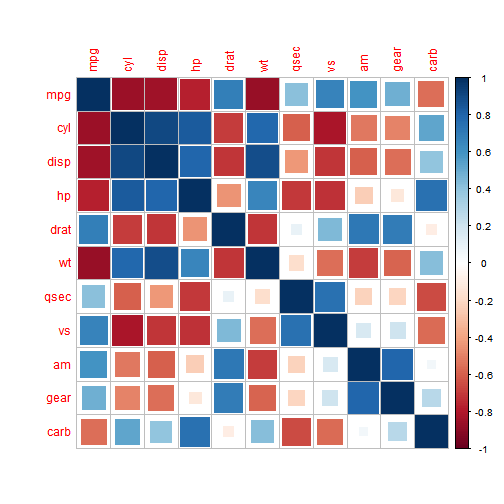 mpg cyl disp hp drat wt qsec vs am gear carb
mpg
cyl
disp
hp
drat
wt
qsec
vs
am
gear
carb
1
0.8
0.6
0.4
0.2
0
-0.2
-0.4
-0.6
-0.8
-1